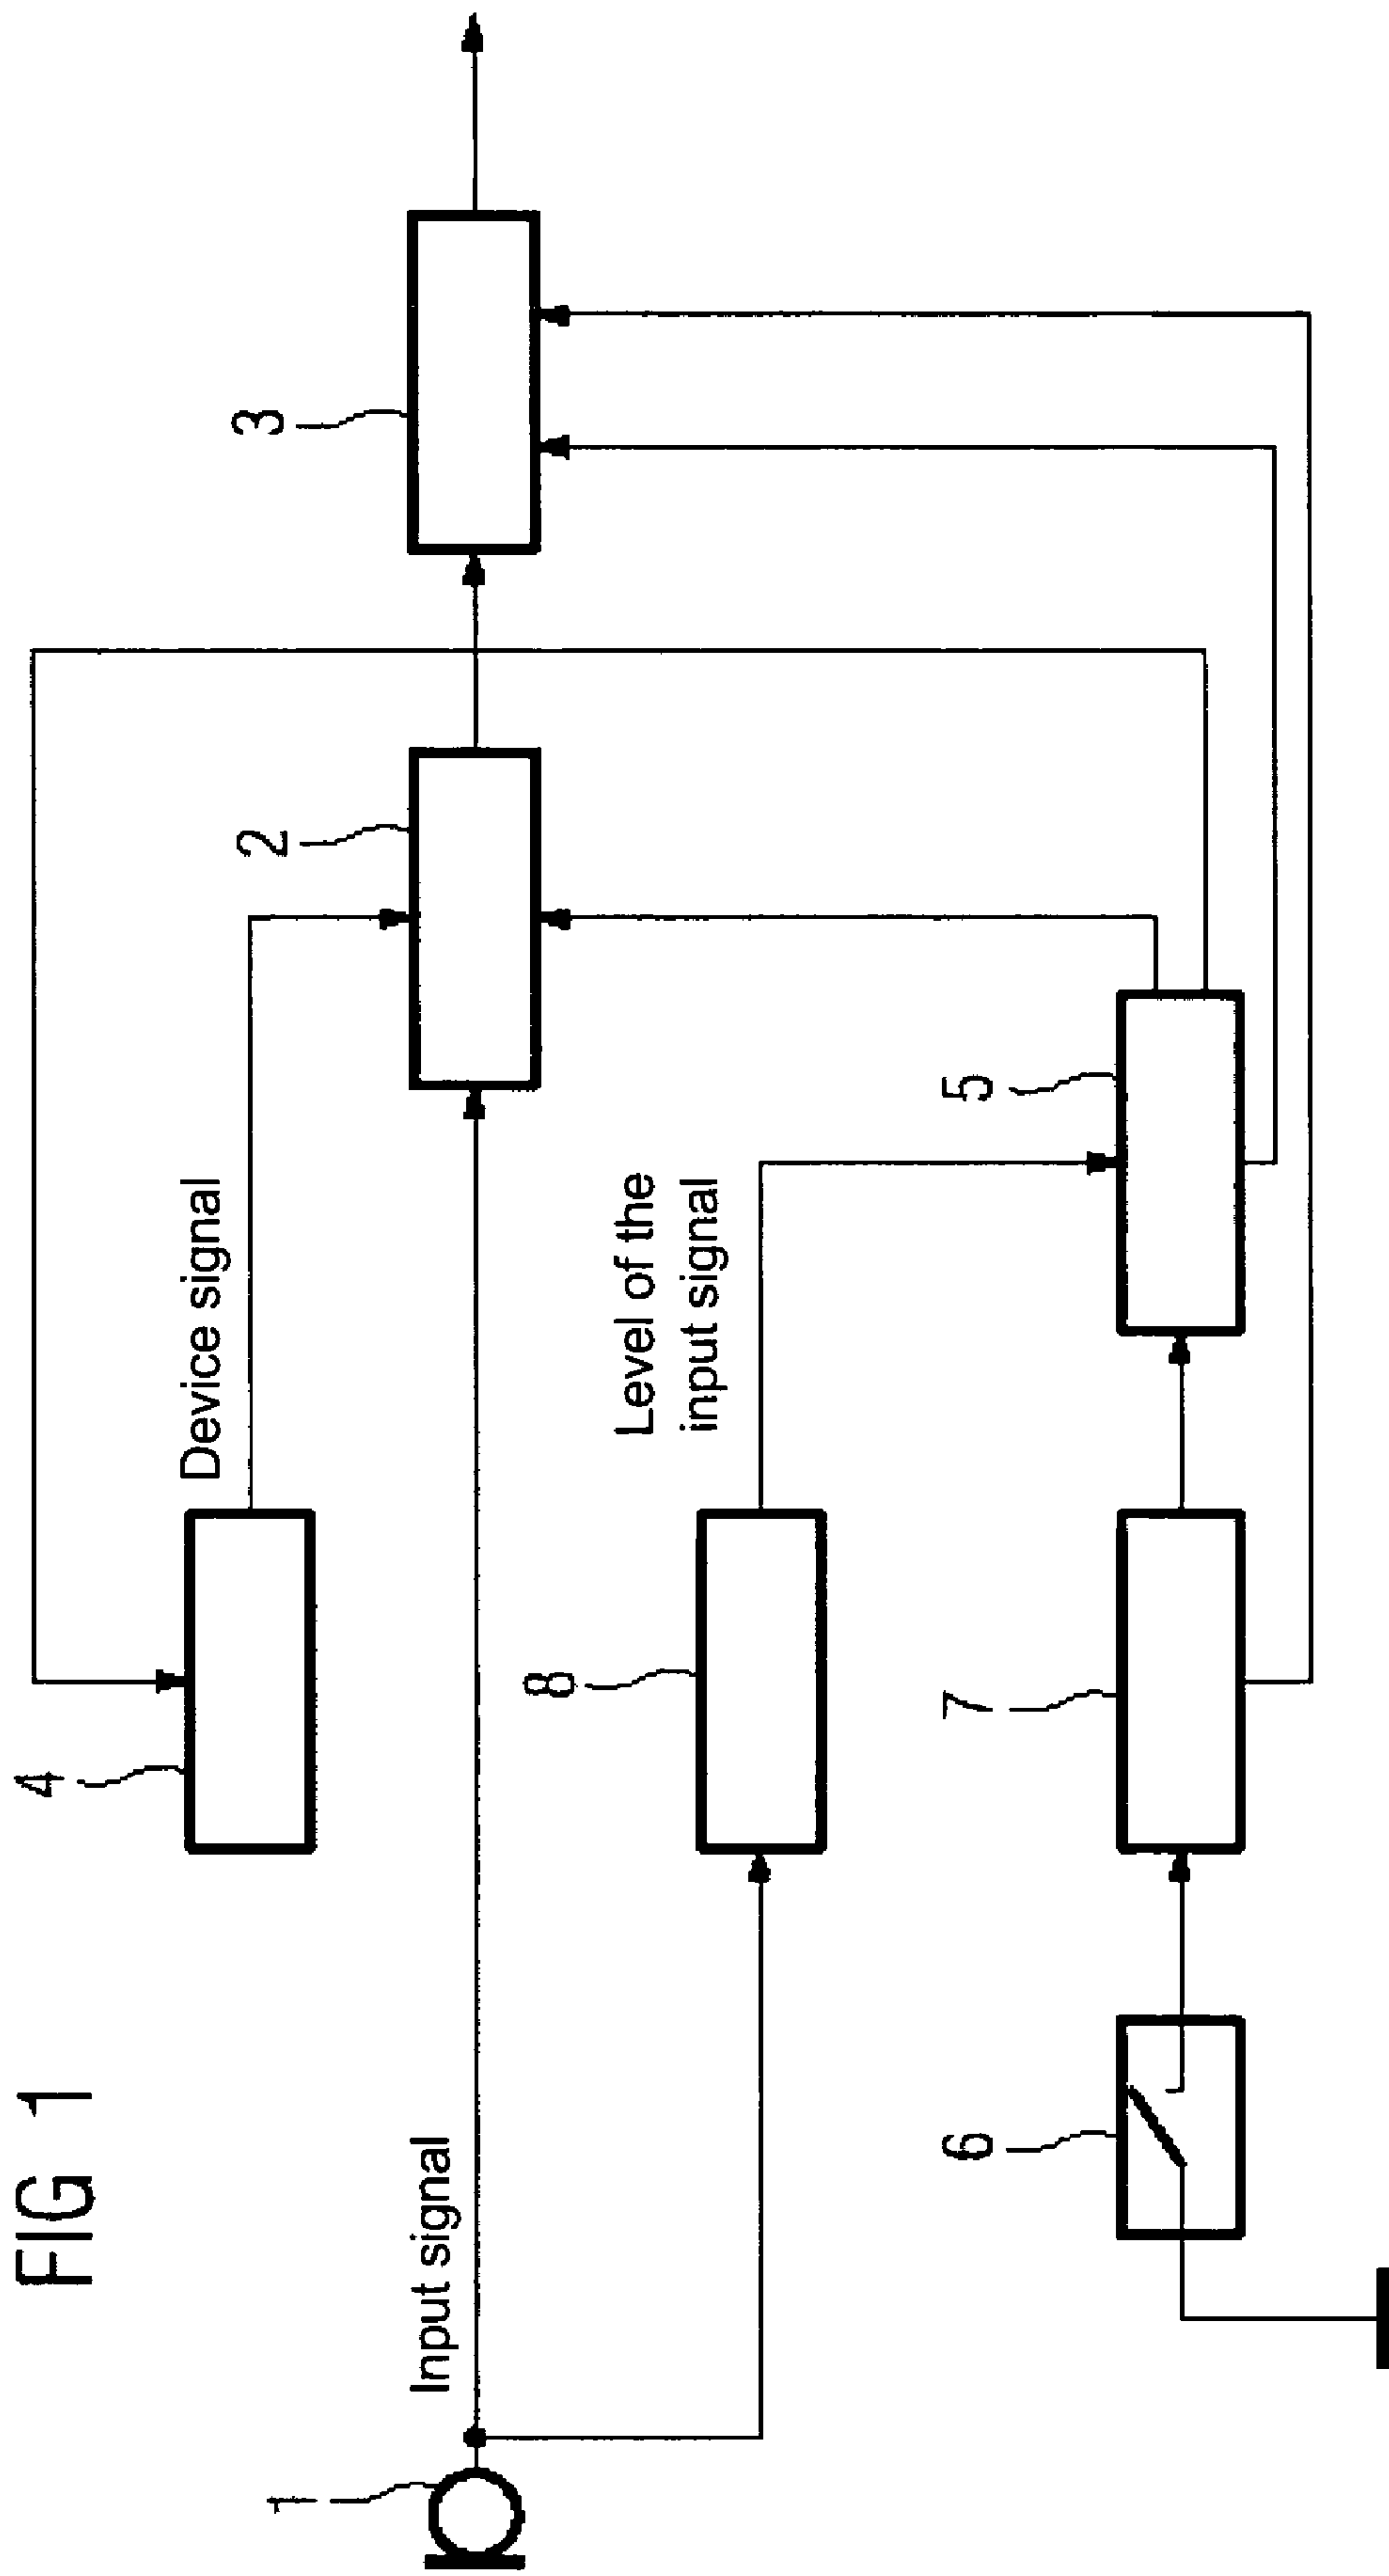 FIG 1
4
Device signal
3
2
Input signal
1
8
Level of the
input signal
5
7
6